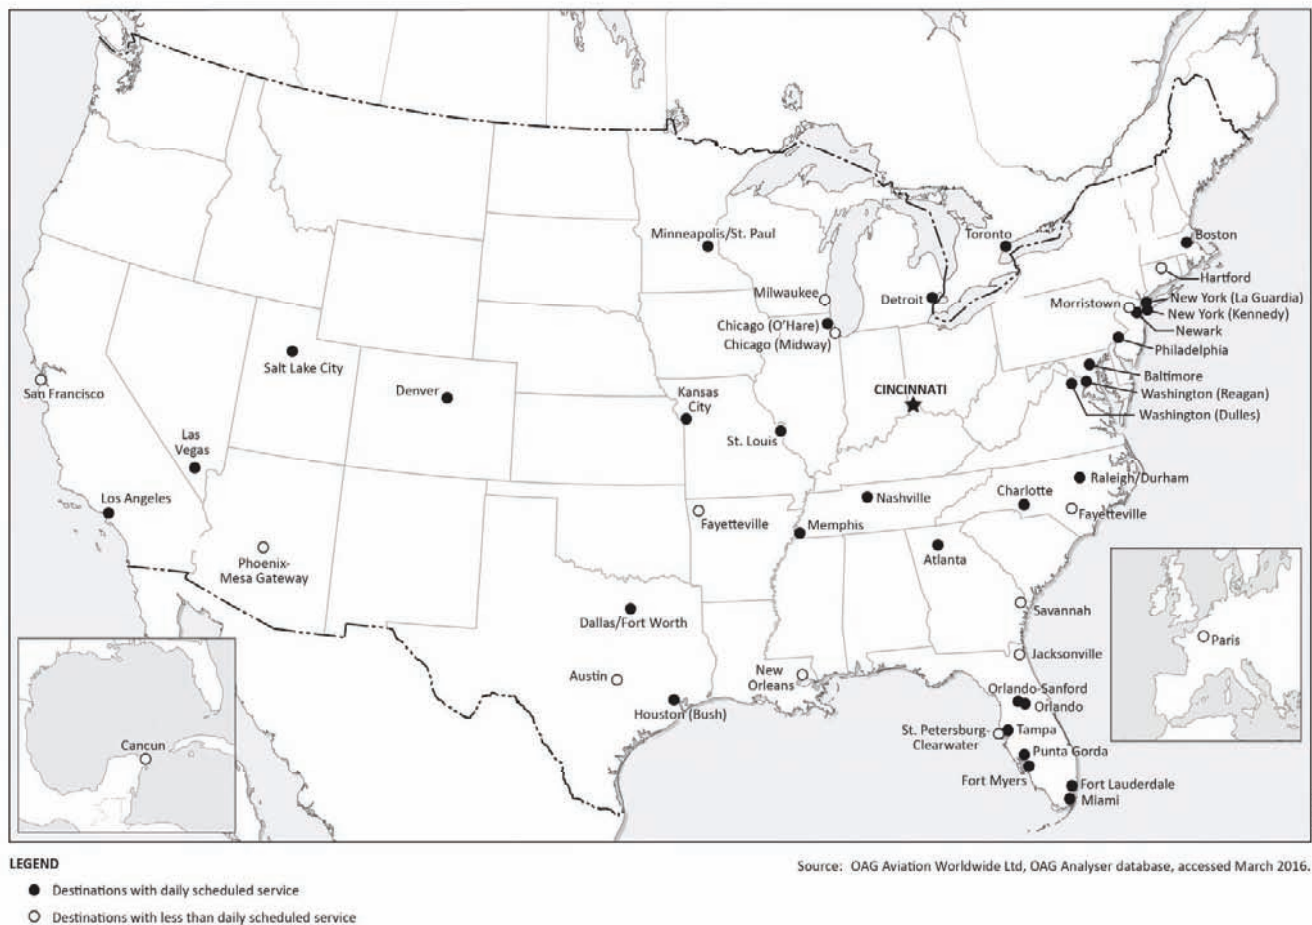 Minneapolis/St. Paul
Toronto
Boston
Hartford
Milwaukee
Detroit
Morristown
New York (La Guardia)
New York (Kennedy)
Newark
Chicago (O'Hare)
Chicago (Midway)
Philadelphia
Salt Lake City
Baltimore
San Francisco
Denver
Kansas
City
CINCINNATI
Washington (Reagan)
Washington (Dulles)
Las
Vegas
St. Louis
Los Angeles
Raleigh/Durham
Nashville
Charlotte
Fayetteville
Fayetteville
Memphis
Phoenix-
Mesa Gateway
Atlanta
Dallas/Fort Worth
Savannah
Paris
Jacksonville
Austin
New
Orleans
Orlando-Sanford
Orlando
Houston (Bush)
St. Petersburg-
Clearwater
Tampa
Cancun
Punta Gorda
Fort Myers
Fort Lauderdale
Miami
LEGEND
Source: OAG Aviation Worldwide Ltd, OAG Analyser database, accessed March 2016.
Destinations with daily scheduled service
Destinations with less than daily scheduled service